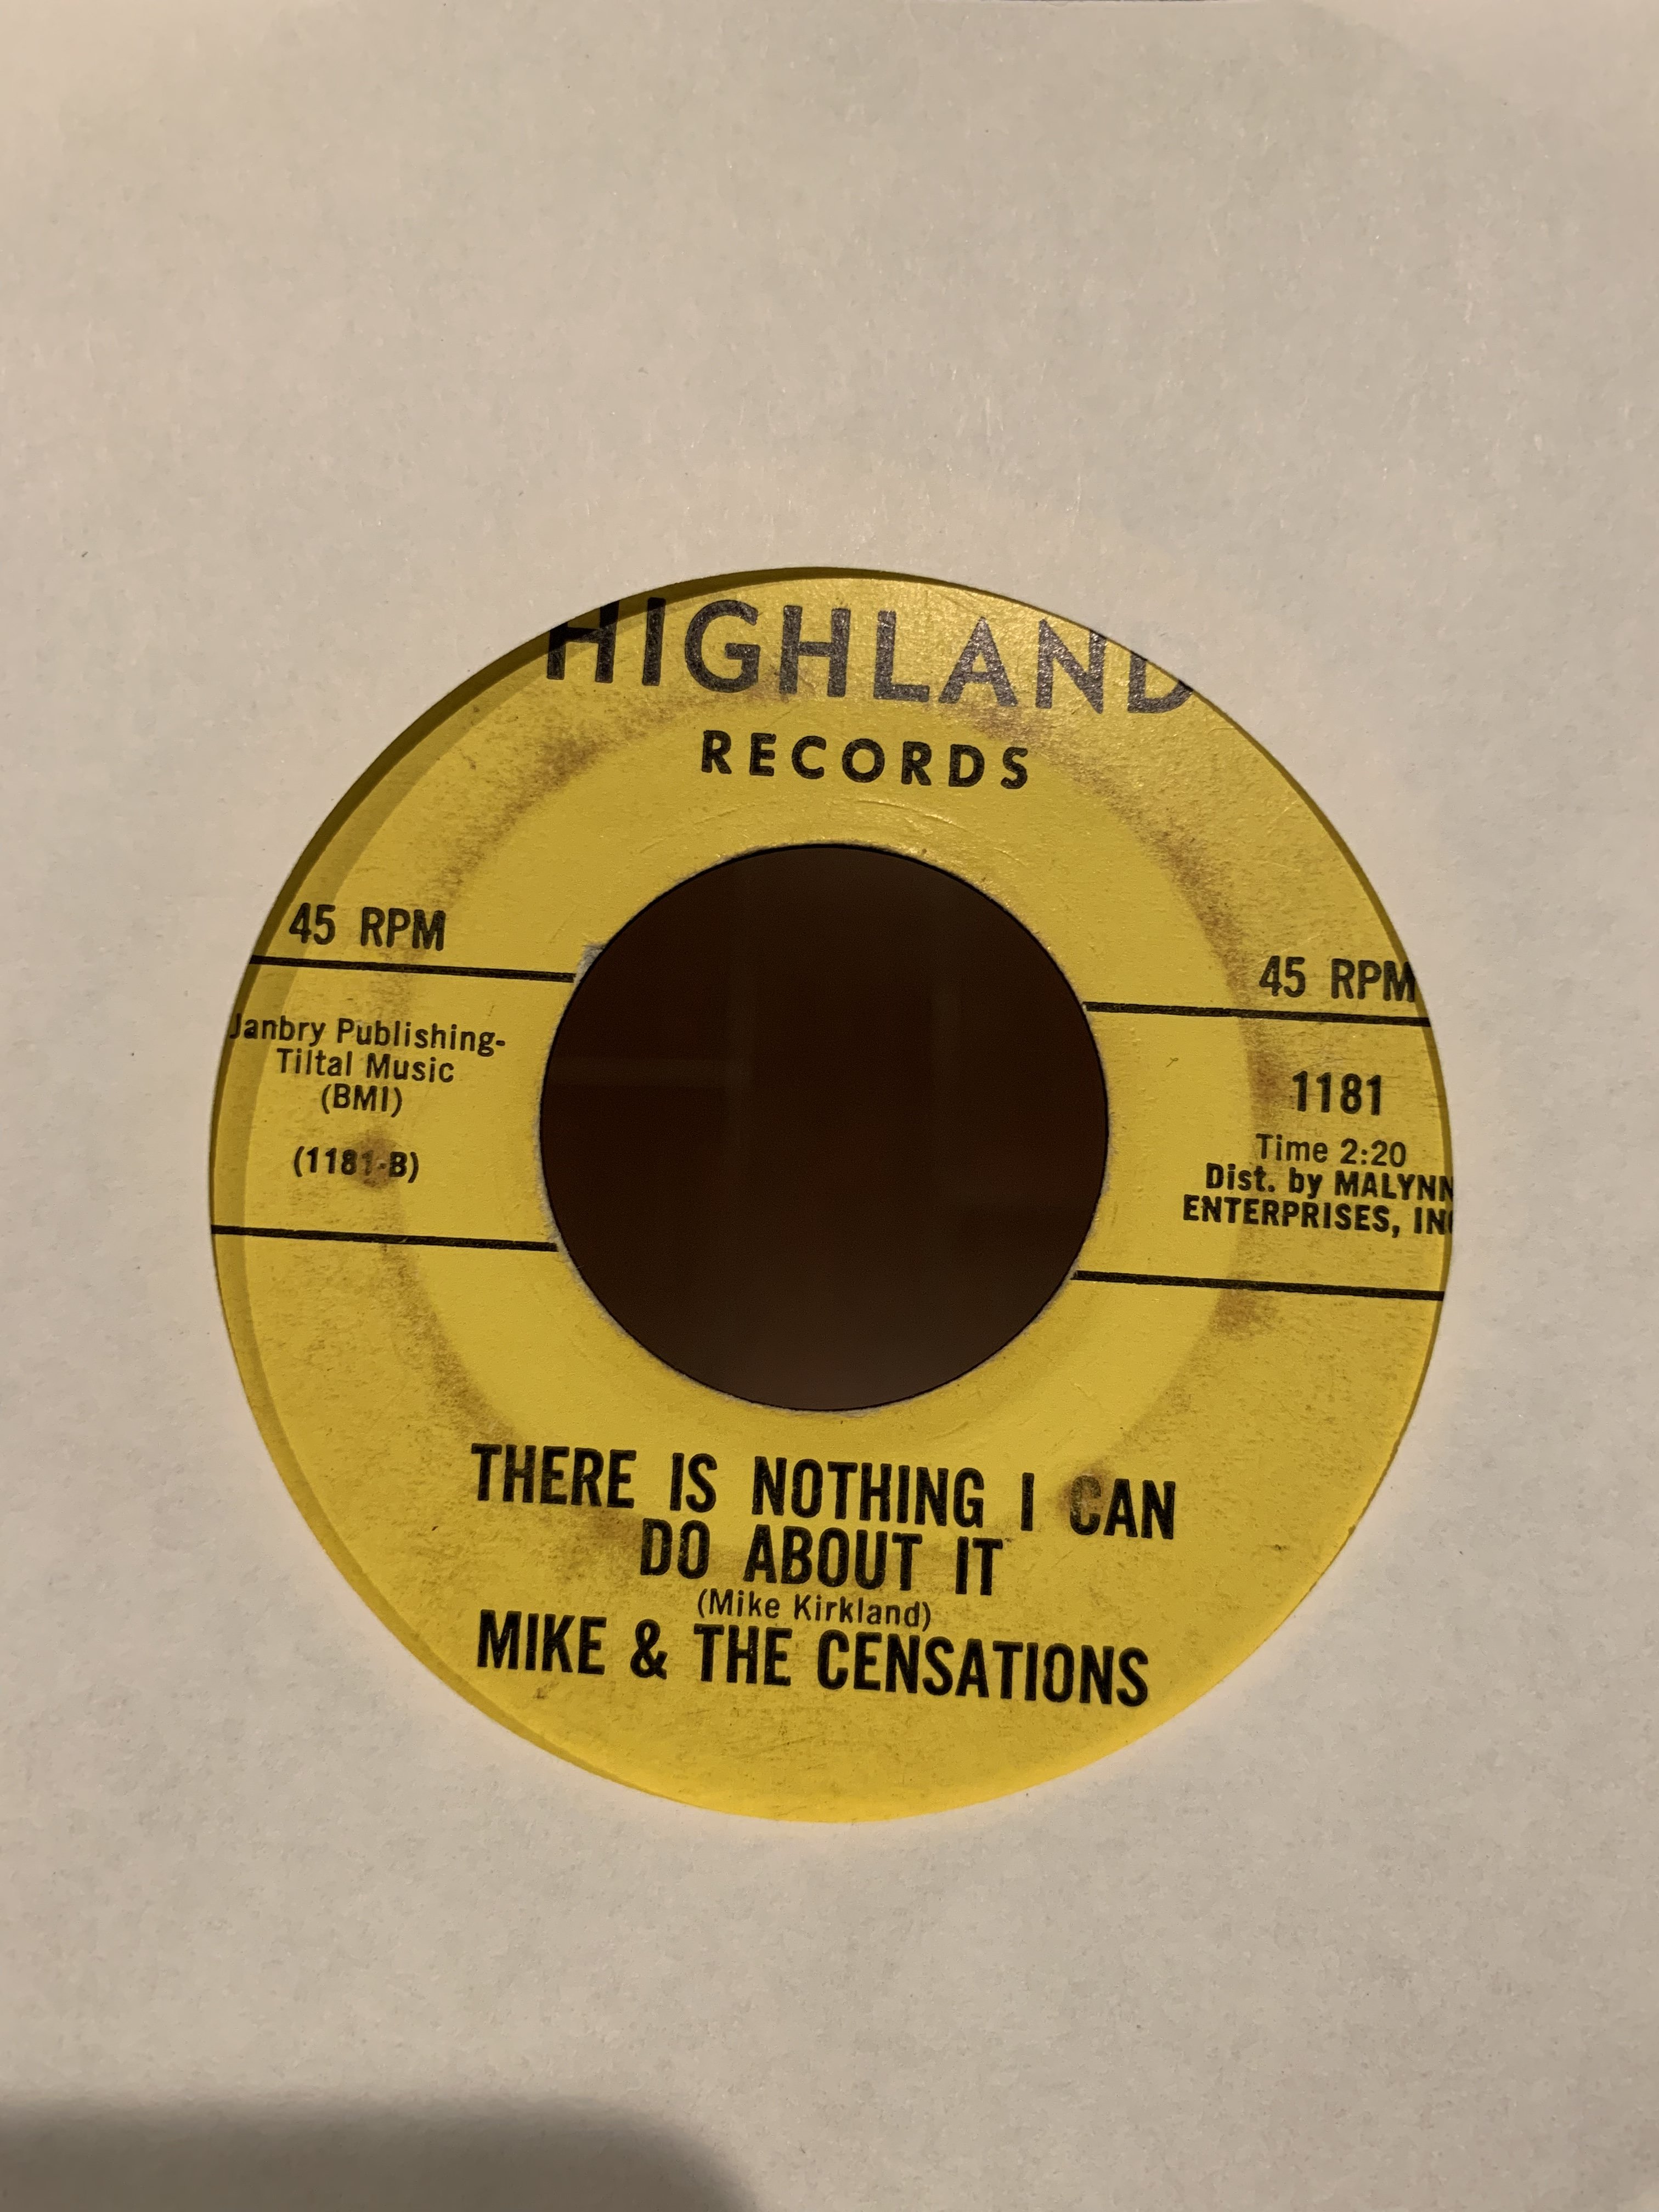 HIGHLAND
RECORDS
45 RPM
Janbry Publishing-
Tiltal Music
(BMI)
(1181-B)
45 RPM
1181
Time 2:20
Dist. by MALYNN
ENTERPRISES, IN
THERE IS NOTHING I CAN
DO ABOUT IT
(Mike Kirkland)
MIKE & THE CENSATIONS